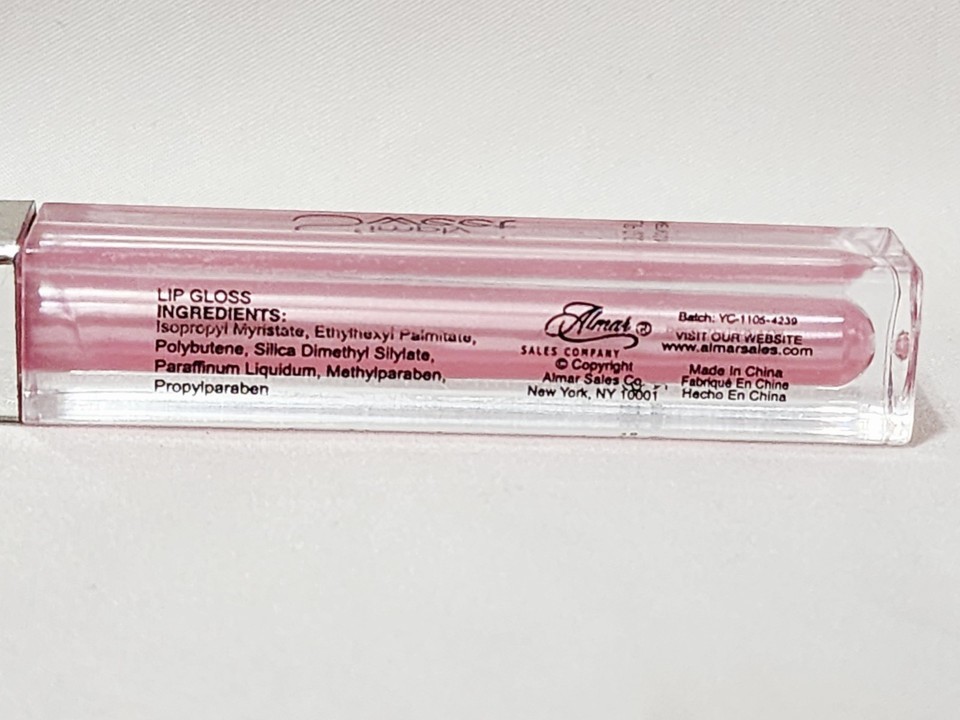 LIP GLOSS
INGREDIENTS:
Isopropyl Myristate, Ethylhexyl Palmitate,
Polybutene, Silica Dimethyl Silylate,
Paraffinum Liquidum, Methylparaben,
Propylparaben
Almar ®
SALES COMPANY
© Copyright
Almar Sales Co.
New York, NY 10001
Batch: YC-1105-4239
VISIT OUR WEBSITE
www.almarsales.com
Made In China
Fabriqué En Chine
Hecho En China